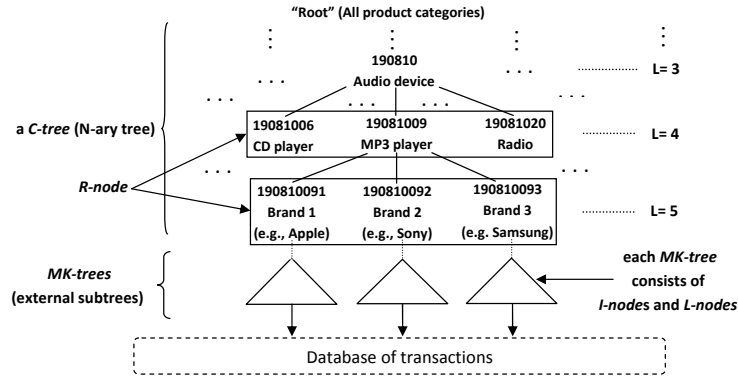 “Root” (All product categories)
190810
Audio device
L= 3
a C-tree (N-ary tree)
19081006
CD player
19081009
MP3 player
19081020
Radio
L= 4
R-node
190810091
Brand 1
(e.g., Apple)
190810092
Brand 2
(e.g., Sony)
190810093
Brand 3
(e.g. Samsung)
L= 5
MK-trees
(external subtrees)
each MK-tree
consists of
I-nodes and L-nodes
Database of transactions